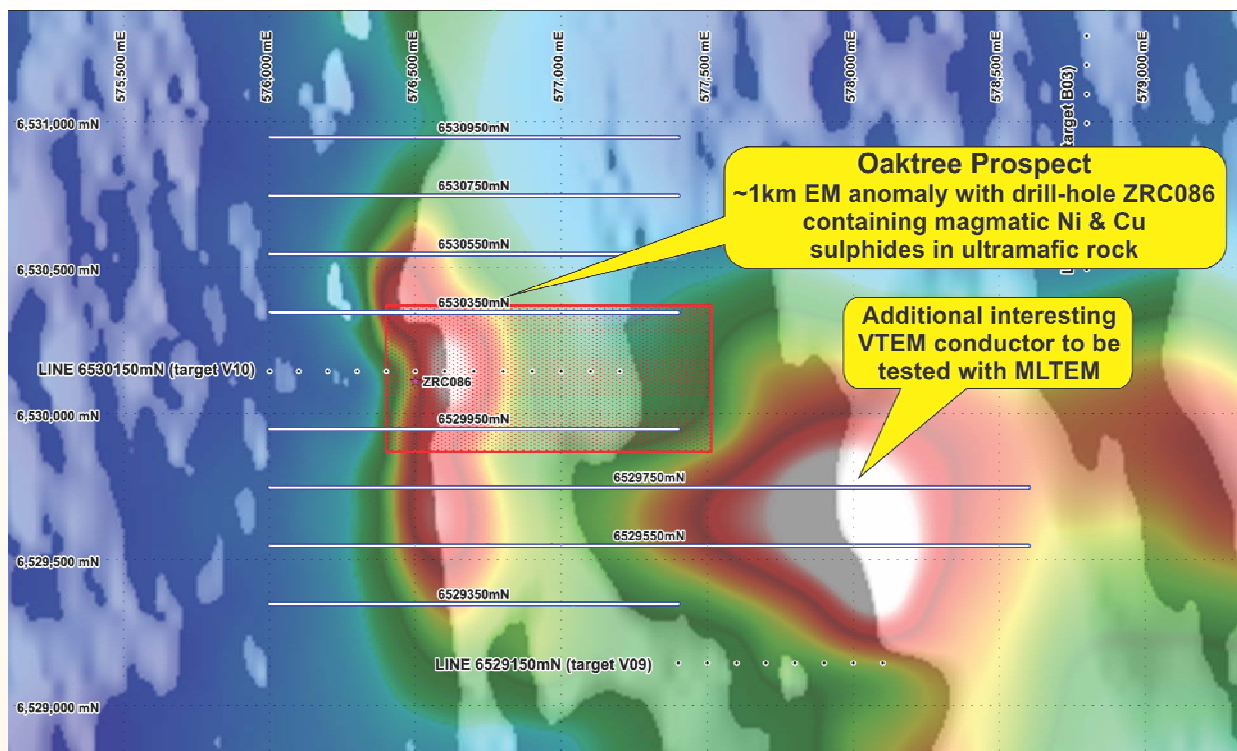 575,500 mE
576,000 mE
576,500 mE
577,000 mE
577,500 mE
578,000 mE
578,500 mE
579,000 mE
6,531,000 mN
6530950mN
(target B03)
Oaktree Prospect
~1km EM anomaly with drill-hole ZRC086
containing magmatic Ni & Cu
sulphides in ultramafic rock
6530750mN
6530550mN
6,530,500 mN
6530350mN
Additional interesting
VTEM conductor to be
tested with MLTEM
LINE 6530150mN (target V10)
ZRC086
6,530,000 mN
6529950mN
6529750mN
6529550mN
6,529,500 mN
6529350mN
LINE 6529150mN (target V09)
6,529,000 mN